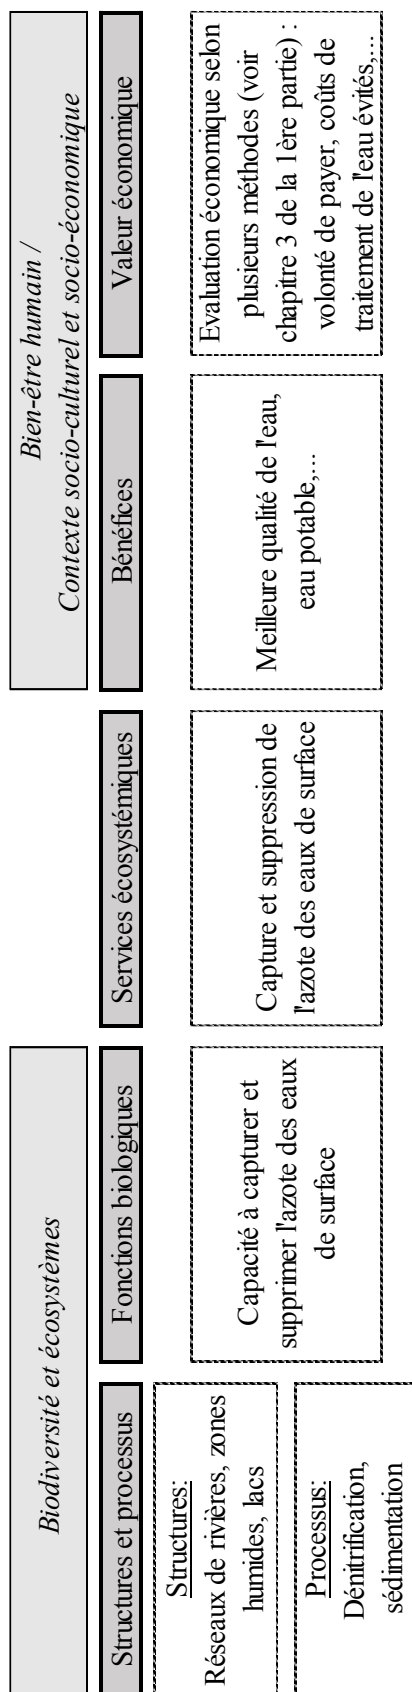 Biodiversité et écosystèmes
Bien-être humain /
Contexte socio-culturel et socio-économique
Structures et processus
Fonctions biologiques
Services écosystémiques
Bénéfices
Valeur économique
Structures:
Réseaux de rivières, zones
humides, lacs
Processus:
Dénitrification,
sédimentation
Capacité à capturer et
supprimer l'azote des eaux
de surface
Capture et suppression de
l'azote des eaux de surface
Meilleure qualité de l'eau,
eau potable,...
Evaluation économique selon
plusieurs méthodes (voir
chapitre 3 de la 1ère partie) :
volonté de payer, coûts de
traitement de l'eau évités,...